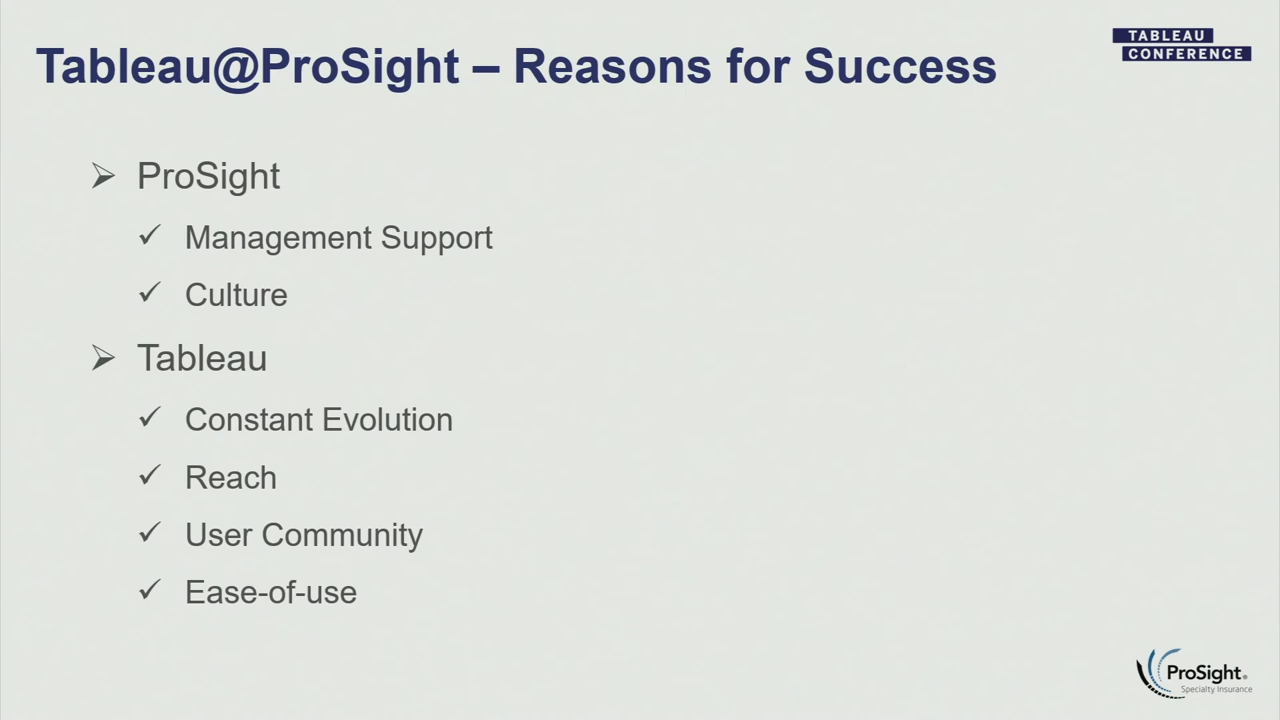 Tableau@ProSight – Reasons for Success
TABLEAU
CONFERENCE
ProSight
Management Support
Culture
Tableau
Constant Evolution
Reach
User Community
Ease-of-use
ProSight®
Specialty Insurance